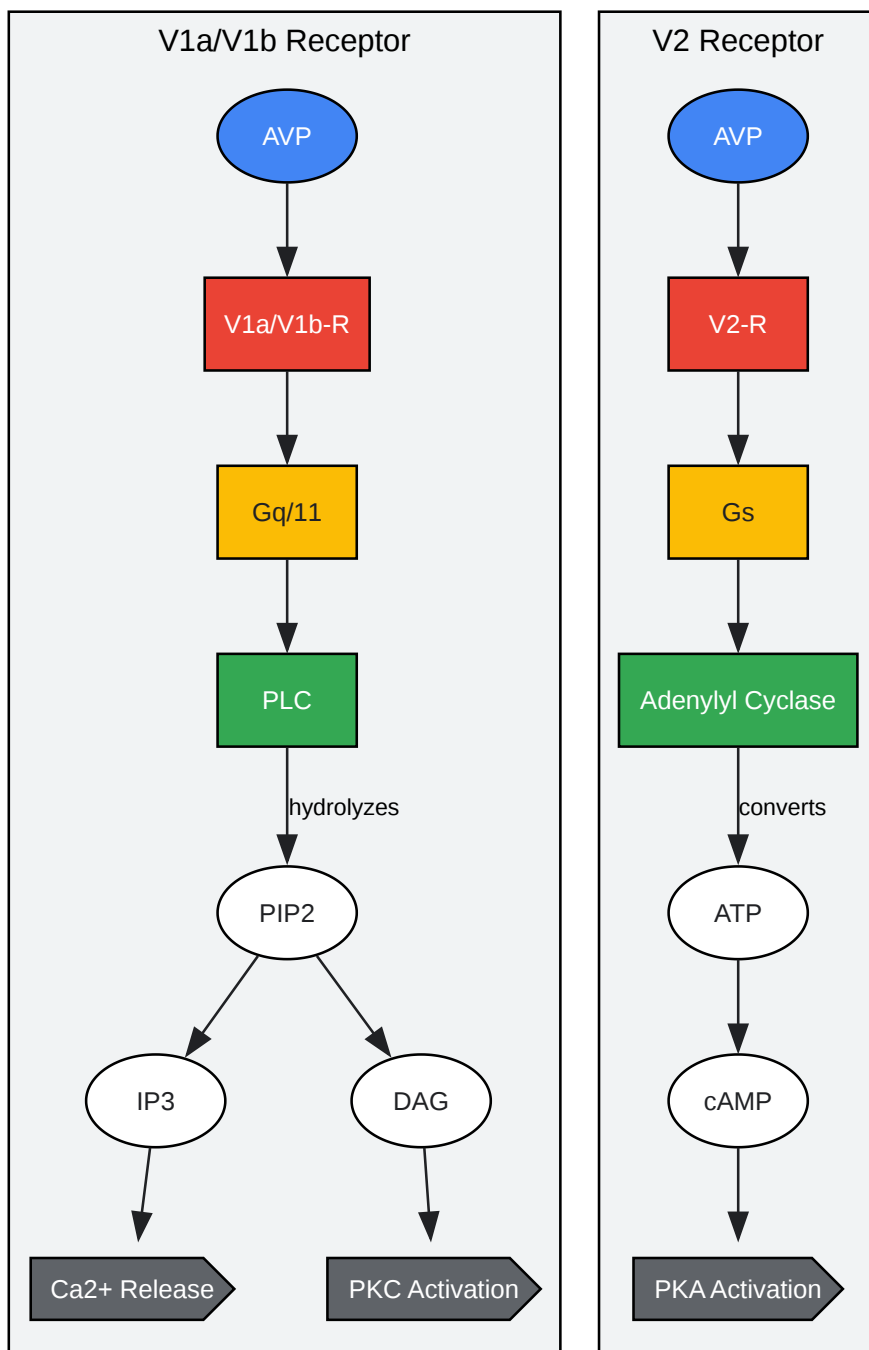 V1a/V1b Receptor
AVP
V1a/V1b-R
Gq/11
PLC
hydrolyzes
PIP2
IP3
DAG
Ca2+ Release
PKC Activation
V2 Receptor
AVP
V2-R
Gs
Adenylyl Cyclase
converts
ATP
cAMP
PKA Activation